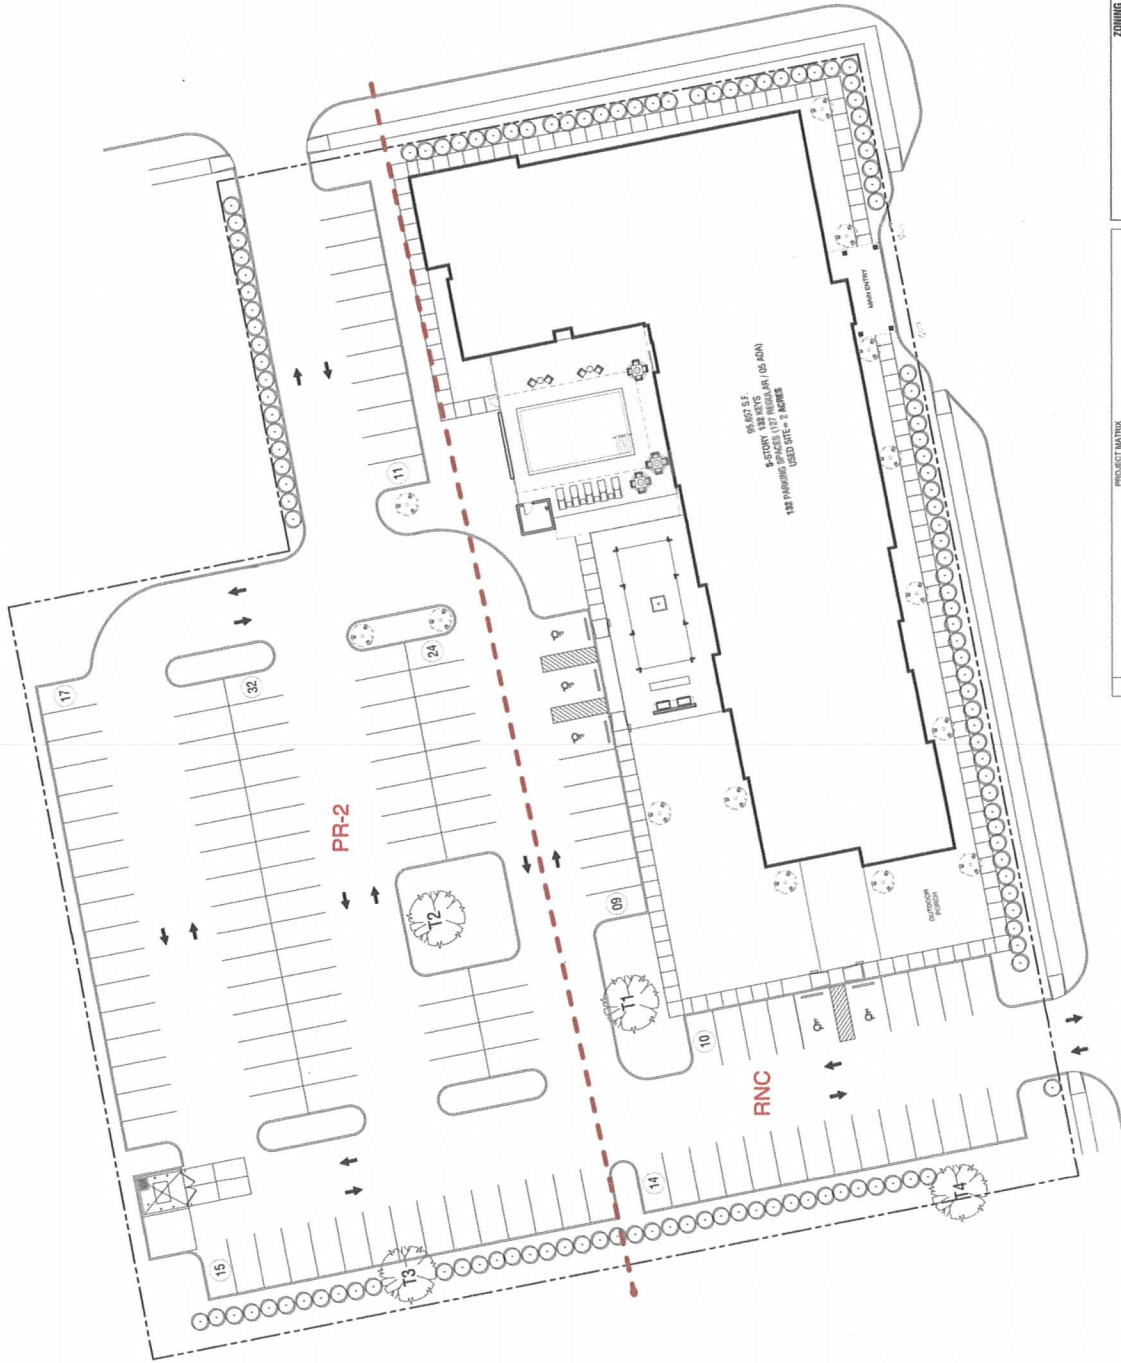 ZONING
PROJECT MATRIX
17
32
24
11
PR-2
T2
09
T1
10
RNC
14
15
T3
T4
95,657 S.F.
5-STORY 132 KEYS
132 PARKING SPACES (127 REGULAR / 05 ADA)
USED SITE = 2 ACRES
MAIN ENTRY
OUTDOOR
PORCH